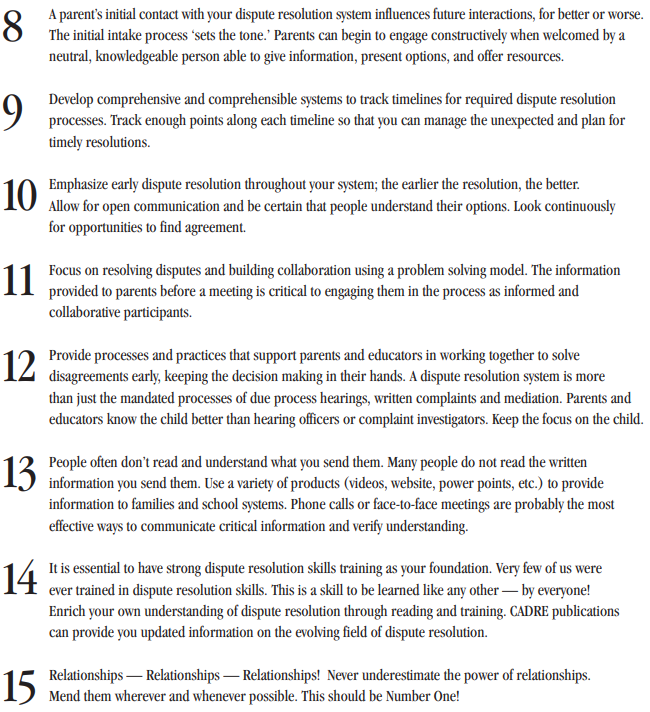 8 A parent's initial contact with your dispute resolution system influences future interactions, for better or worse.
The initial intake process ‘sets the tone.’ Parents can begin to engage constructively when welcomed by a
neutral, knowledgeable person able to give information, present options, and offer resources.
9 Develop comprehensive and comprehensible systems to track timelines for required dispute resolution
processes. Track enough points along each timeline so that you can manage the unexpected and plan for
timely resolutions.
10 Emphasize early dispute resolution throughout your system; the earlier the resolution, the better.
Allow for open communication and be certain that people understand their options. Look continuously
for opportunities to find agreement.
11 Focus on resolving disputes and building collaboration using a problem solving model. The information
provided to parents before a meeting is critical to engaging them in the process as informed and
collaborative participants.
12 Provide processes and practices that support parents and educators in working together to solve
disagreements early, keeping the decision making in their hands. A dispute resolution system is more
than just the mandated processes of due process hearings, written complaints and mediation. Parents and
educators know the child better than hearing officers or complaint investigators. Keep the focus on the child.
13 People often don't read and understand what you send them. Many people do not read the written
information you send them. Use a variety of products (videos, website, power points, etc.) to provide
information to families and school systems. Phone calls or face-to-face meetings are probably the most
effective ways to communicate critical information and verify understanding.
14 It is essential to have strong dispute resolution skills training as your foundation. Very few of us were
ever trained in dispute resolution skills. This is a skill to be learned like any other — by everyone!
Enrich your own understanding of dispute resolution through reading and training. CADRE publications
can provide you updated information on the evolving field of dispute resolution.
15 Relationships — Relationships — Relationships! Never underestimate the power of relationships.
Mend them wherever and whenever possible. This should be Number One!